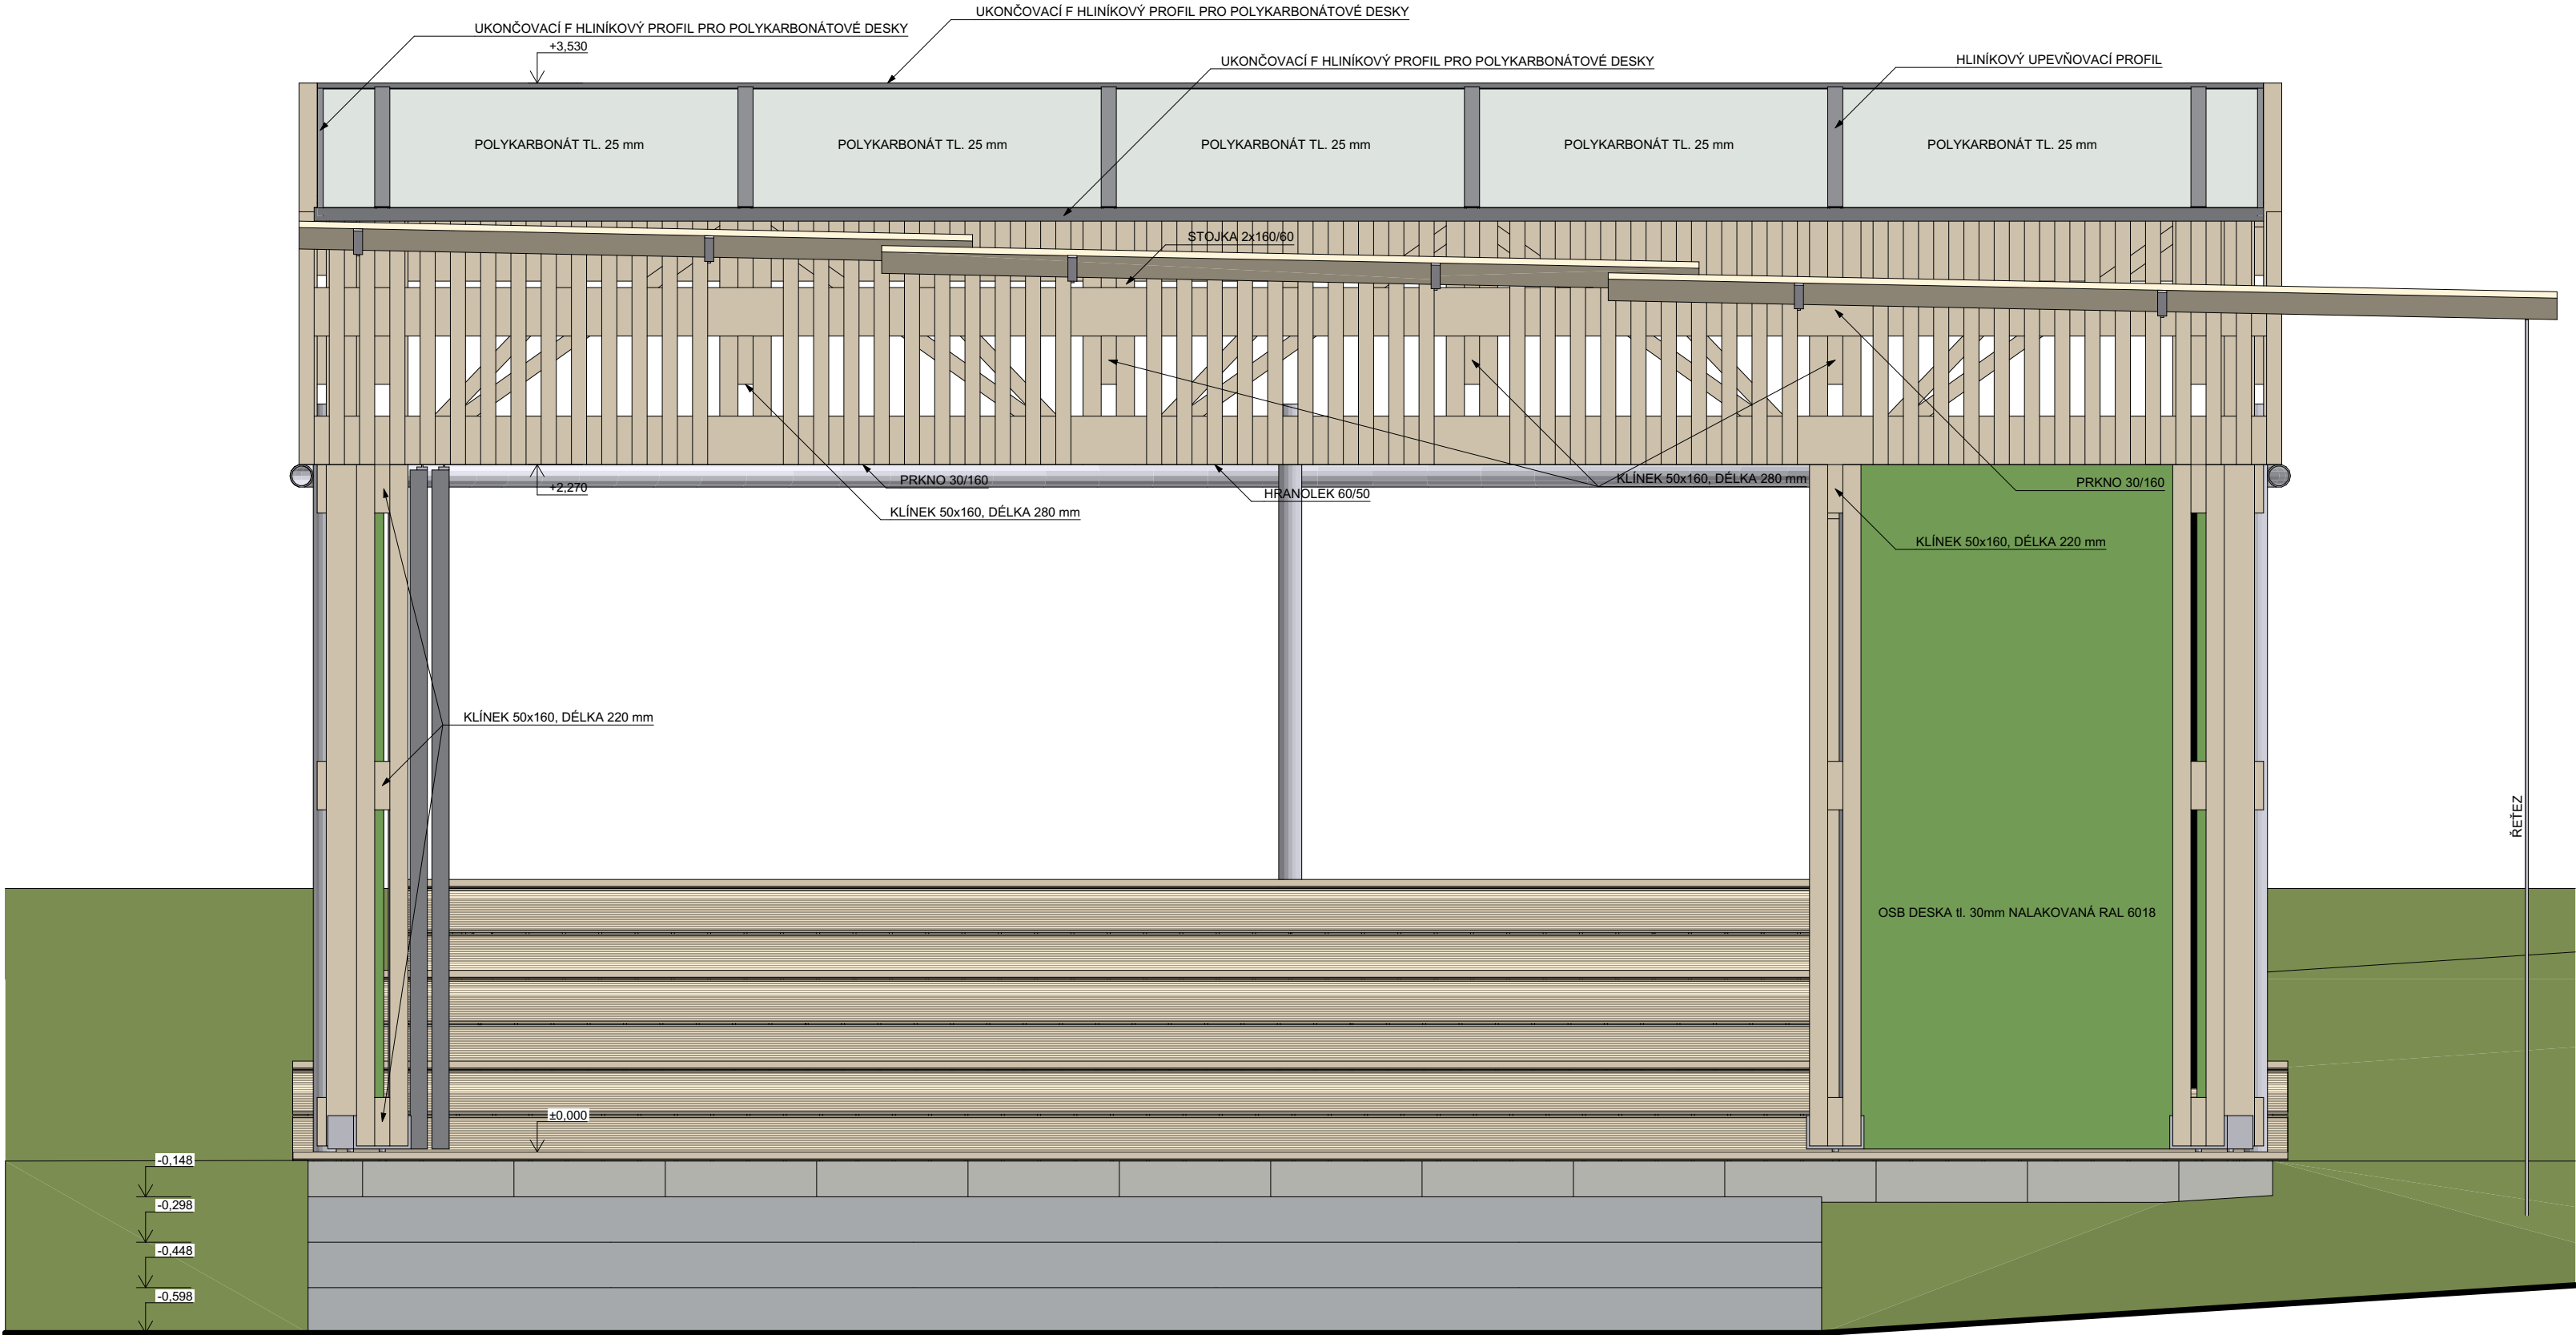 UKONČOVACÍ F HLINÍKOVÝ PROFIL PRO POLYKARBONÁTOVÉ DESKY
UKONČOVACÍ F HLINÍKOVÝ PROFIL PRO POLYKARBONÁTOVÉ DESKY
+3,530
UKONČOVACÍ F HLINÍKOVÝ PROFIL PRO POLYKARBONÁTOVÉ DESKY
HLINÍKOVÝ UPEVŇOVACÍ PROFIL
POLYKARBONÁT TL. 25 mm
POLYKARBONÁT TL. 25 mm
POLYKARBONÁT TL. 25 mm
POLYKARBONÁT TL. 25 mm
POLYKARBONÁT TL. 25 mm
STOJKA 2x160/60
+2,270
PRKNO 30/160
HRANOLEK 60/50
KLÍNEK 50x160, DÉLKA 280 mm
PRKNO 30/160
KLÍNEK 50x160, DÉLKA 280 mm
KLÍNEK 50x160, DÉLKA 220 mm
KLÍNEK 50x160, DÉLKA 220 mm
ŘETĚZ
OSB DESKA tl. 30mm NALAKOVANÁ RAL 6018
±0,000
-0,148
-0,298
-0,448
-0,598